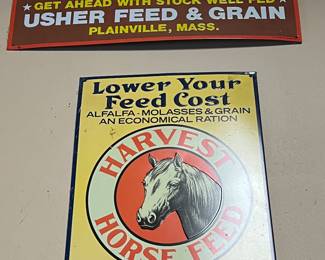 ★ GET AHEAD WITH STOCK WELL FED ★
USHER FEED & GRAIN
PLAINVILLE, MASS.
Lower Your
Feed Cost
ALFALFA - MOLASSES & GRAIN
AN ECONOMICAL RATION
HARVEST
HORSE FEED